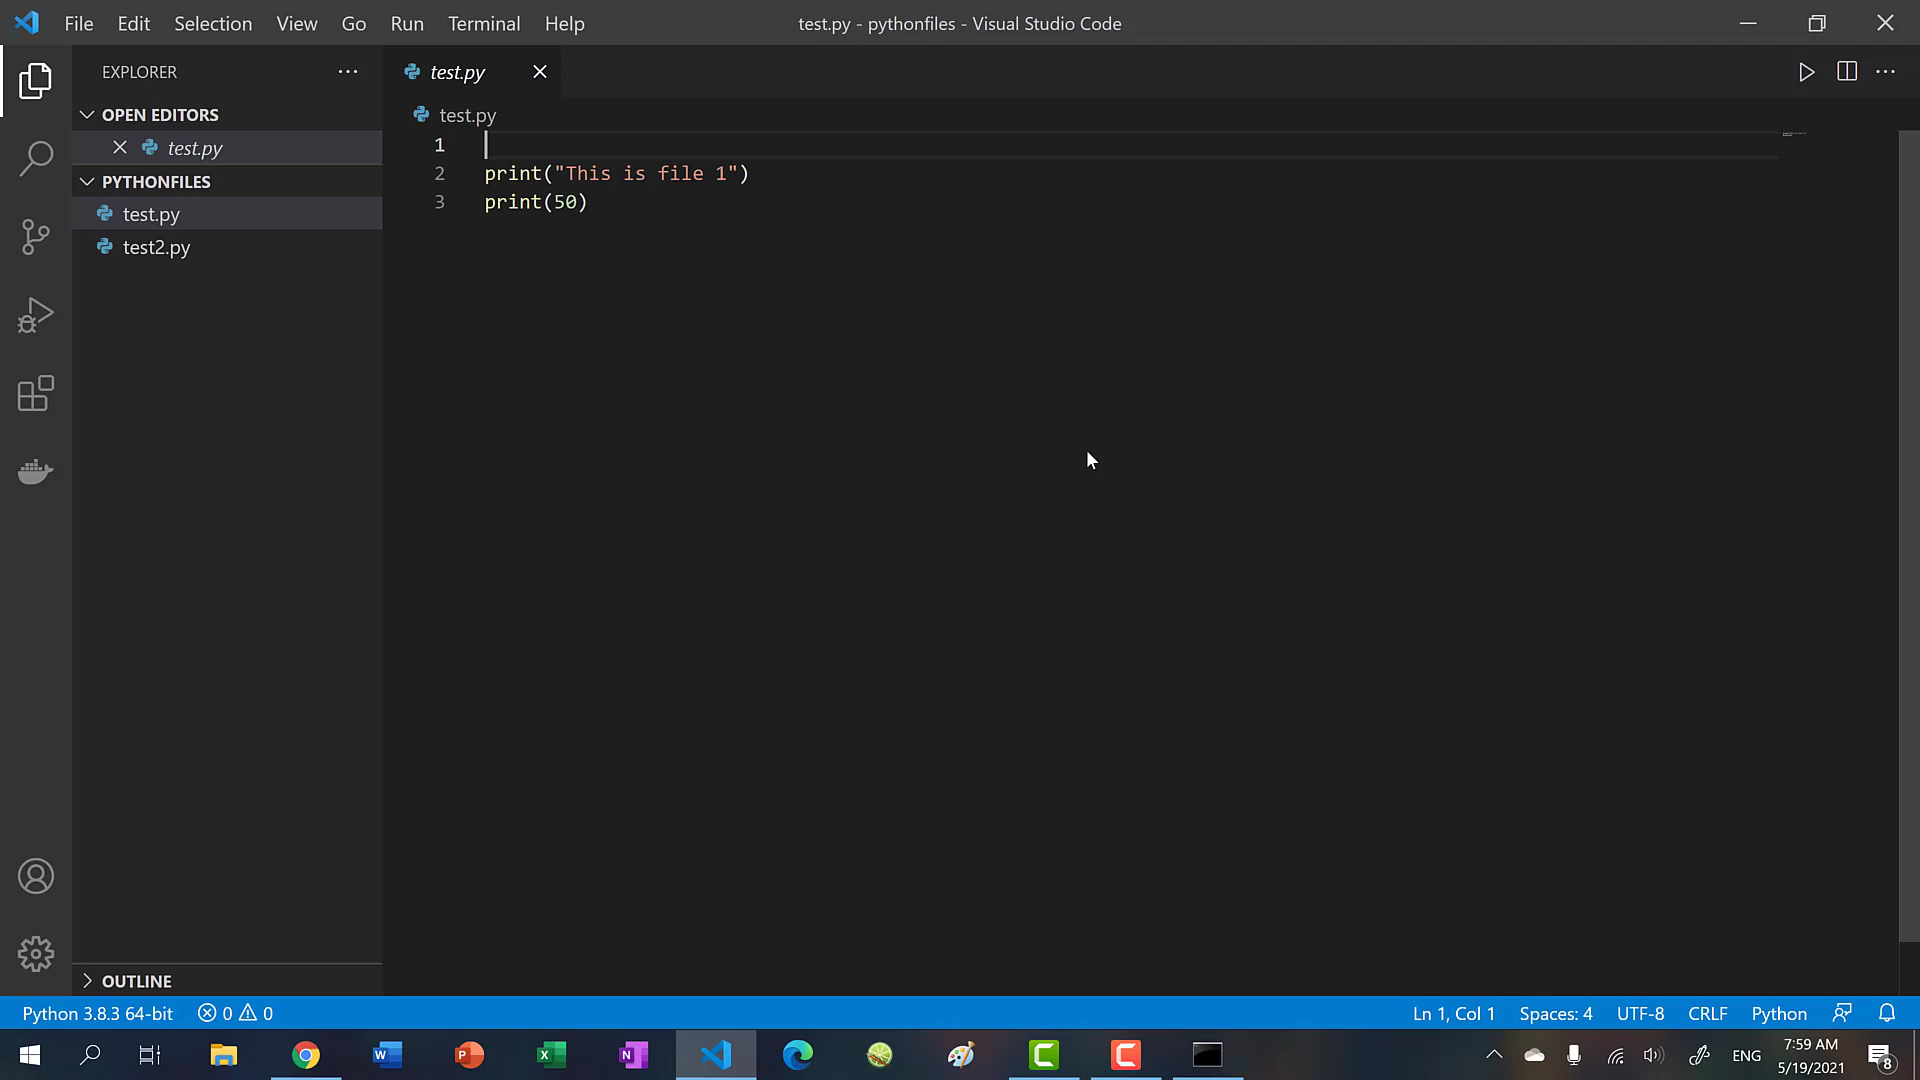 File Edit Selection View Go Run Terminal Help
test.py - pythonfiles - Visual Studio Code
EXPLORER
OPEN EDITORS
test.py
PYTHONFILES
test.py
test2.py
OUTLINE
test.py
test.py
1
2 print("This is file 1")
3 print(50)
Python 3.8.3 64-bit 0 0
Ln 1, Col 1 Spaces: 4 UTF-8 CRLF Python
W P X N
ENG
7:59 AM
5/19/2021
8